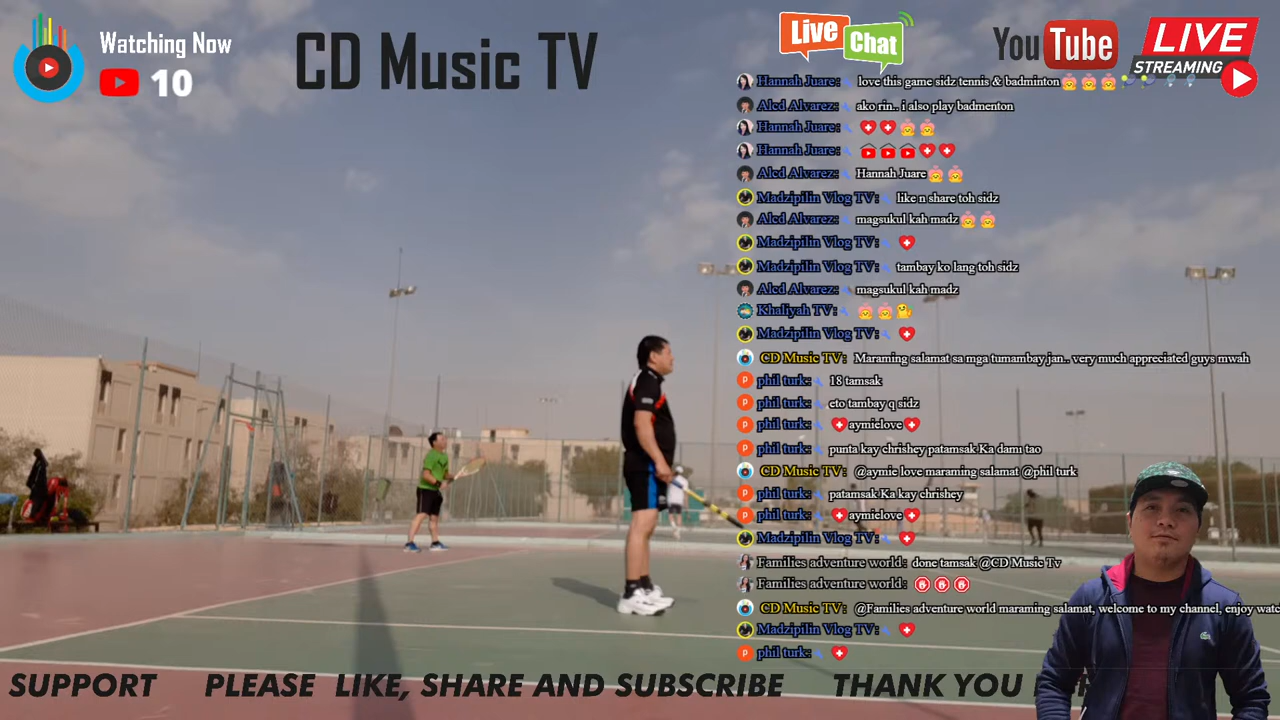 Watching Now
10
CD Music TV
Live Chat
YouTube
LIVE
STREAMING
Hannah Juare: love this game sidz tennis & badminton
Alcd Alvarez: ako rin.. i also play badmenton
Hannah Juare:
Hannah Juare:
Alcd Alvarez: Hannah Juare
Madzipilin Vlog TV: like n share toh sidz
Alcd Alvarez: magsukul kah madz
Madzipilin Vlog TV:
Madzipilin Vlog TV: tambay ko lang toh sidz
Alcd Alvarez: magsukul kah madz
Khaliyah TV:
Madzipilin Vlog TV:
CD Music TV: Maraming salamat sa mga tumambay jan.. very much appreciated guys mwah
phil turk: 18 tamsak
phil turk: eto tambay q sidz
phil turk: aymielove
phil turk: punta kay chrishey patamsak Ka dami tao
CD Music TV: @aymie love maraming salamat @phil turk
phil turk: patamsak Ka kay chrishey
phil turk: aymielove
Madzipilin Vlog TV:
Families adventure world: done tamsak @CD Music Tv
Families adventure world:
CD Music TV: @Families adventure world maraming salamat, welcome to my channel, enjoy watc
Madzipilin Vlog TV:
phil turk:
SUPPORT PLEASE LIKE, SHARE AND SUBSCRIBE THANK YOU